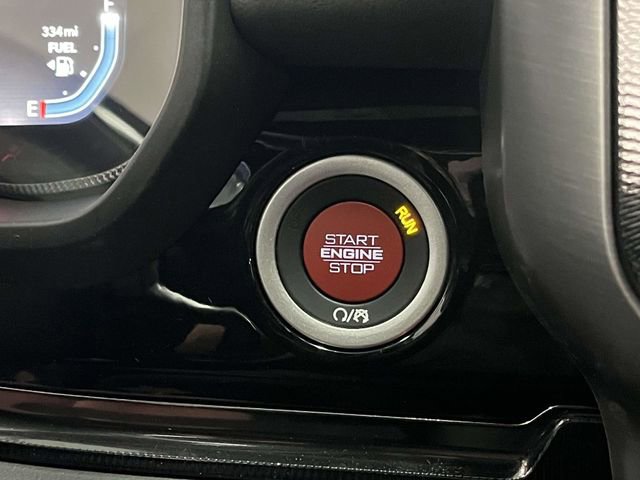 F
334mi
FUEL
E
RUN
START
ENGINE
STOP